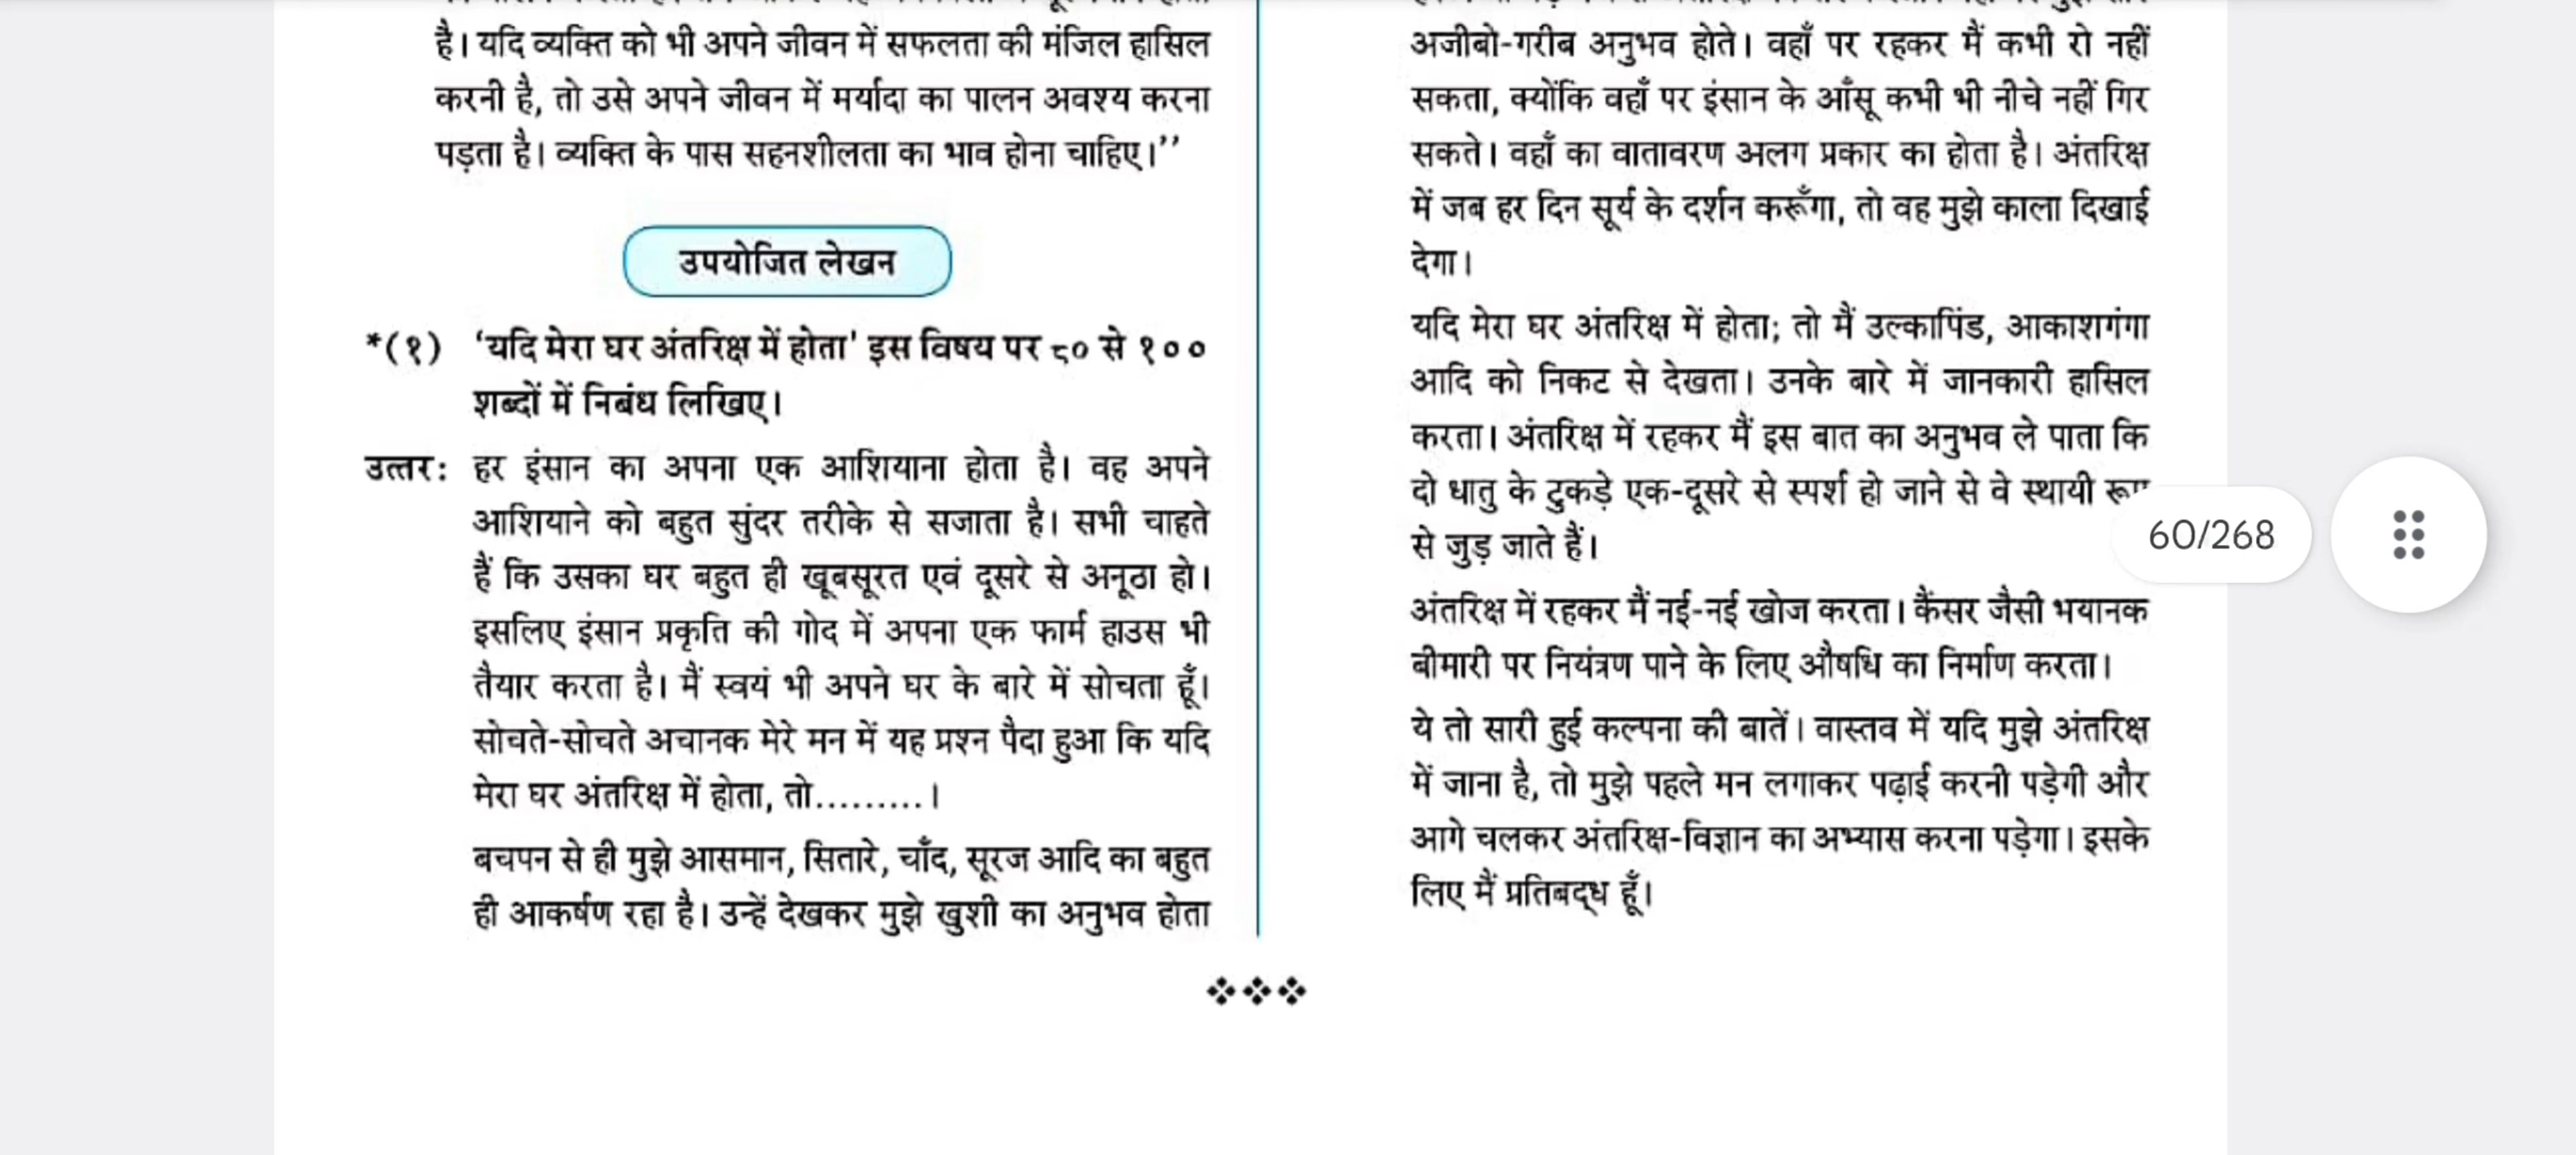 है। यदि व्यक्ति को भी अपने जीवन में सफलता की मंजिल हासिल
करनी है, तो उसे अपने जीवन में मर्यादा का पालन अवश्य करना
पड़ता है। व्यक्ति के पास सहनशीलता का भाव होना चाहिए।’’
उपयोजित लेखन
*(१) ‘यदि मेरा घर अंतरिक्ष में होता’ इस विषय पर ८० से १००
शब्दों में निबंध लिखिए।
उत्तर: हर इंसान का अपना एक आशियाना होता है। वह अपने
आशियाने को बहुत सुंदर तरीके से सजाता है। सभी चाहते
हैं कि उसका घर बहुत ही खूबसूरत एवं दूसरे से अनूठा हो।
इसलिए इंसान प्रकृति की गोद में अपना एक फार्म हाउस भी
तैयार करता है। मैं स्वयं भी अपने घर के बारे में सोचता हूँ।
सोचते-सोचते अचानक मेरे मन में यह प्रश्न पैदा हुआ कि यदि
मेरा घर अंतरिक्ष में होता, तो.........।
बचपन से ही मुझे आसमान, सितारे, चाँद, सूरज आदि का बहुत
ही आकर्षण रहा है। उन्हें देखकर मुझे खुशी का अनुभव होता
अजीबो-गरीब अनुभव होते। वहाँ पर रहकर मैं कभी रो नहीं
सकता, क्योंकि वहाँ पर इंसान के आँसू कभी भी नीचे नहीं गिर
सकते। वहाँ का वातावरण अलग प्रकार का होता है। अंतरिक्ष
में जब हर दिन सूर्य के दर्शन करूँगा, तो वह मुझे काला दिखाई
देगा।
यदि मेरा घर अंतरिक्ष में होता; तो मैं उल्कापिंड, आकाशगंगा
आदि को निकट से देखता। उनके बारे में जानकारी हासिल
करता। अंतरिक्ष में रहकर मैं इस बात का अनुभव ले पाता कि
दो धातु के टुकड़े एक-दूसरे से स्पर्श हो जाने से वे स्थायी
से जुड़ जाते हैं।
अंतरिक्ष में रहकर मैं नई-नई खोज करता। कैंसर जैसी भयानक
बीमारी पर नियंत्रण पाने के लिए औषधि का निर्माण करता।
ये तो सारी हुई कल्पना की बातें। वास्तव में यदि मुझे अंतरिक्ष
में जाना है, तो मुझे पहले मन लगाकर पढ़ाई करनी पड़ेगी और
आगे चलकर अंतरिक्ष-विज्ञान का अभ्यास करना पड़ेगा। इसके
लिए मैं प्रतिबद्ध हूँ।
60/268